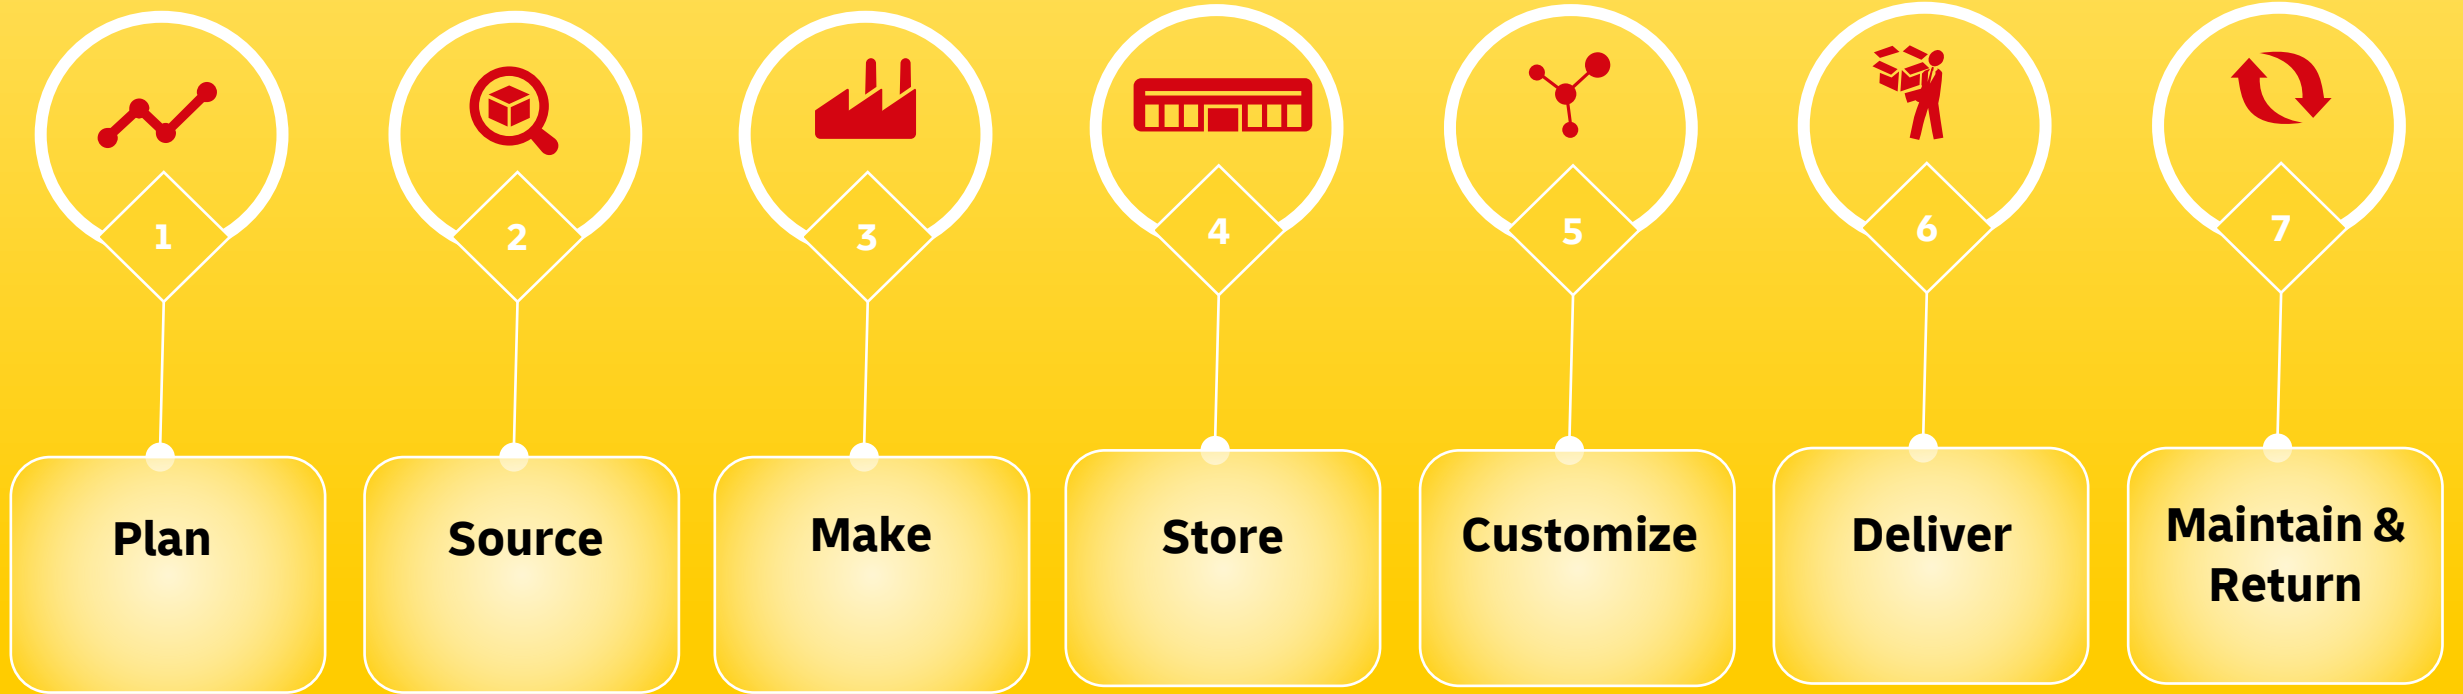 1
2
3
4
5
6
7
Plan
Source
Make
Store
Customize
Deliver
Maintain &
Return